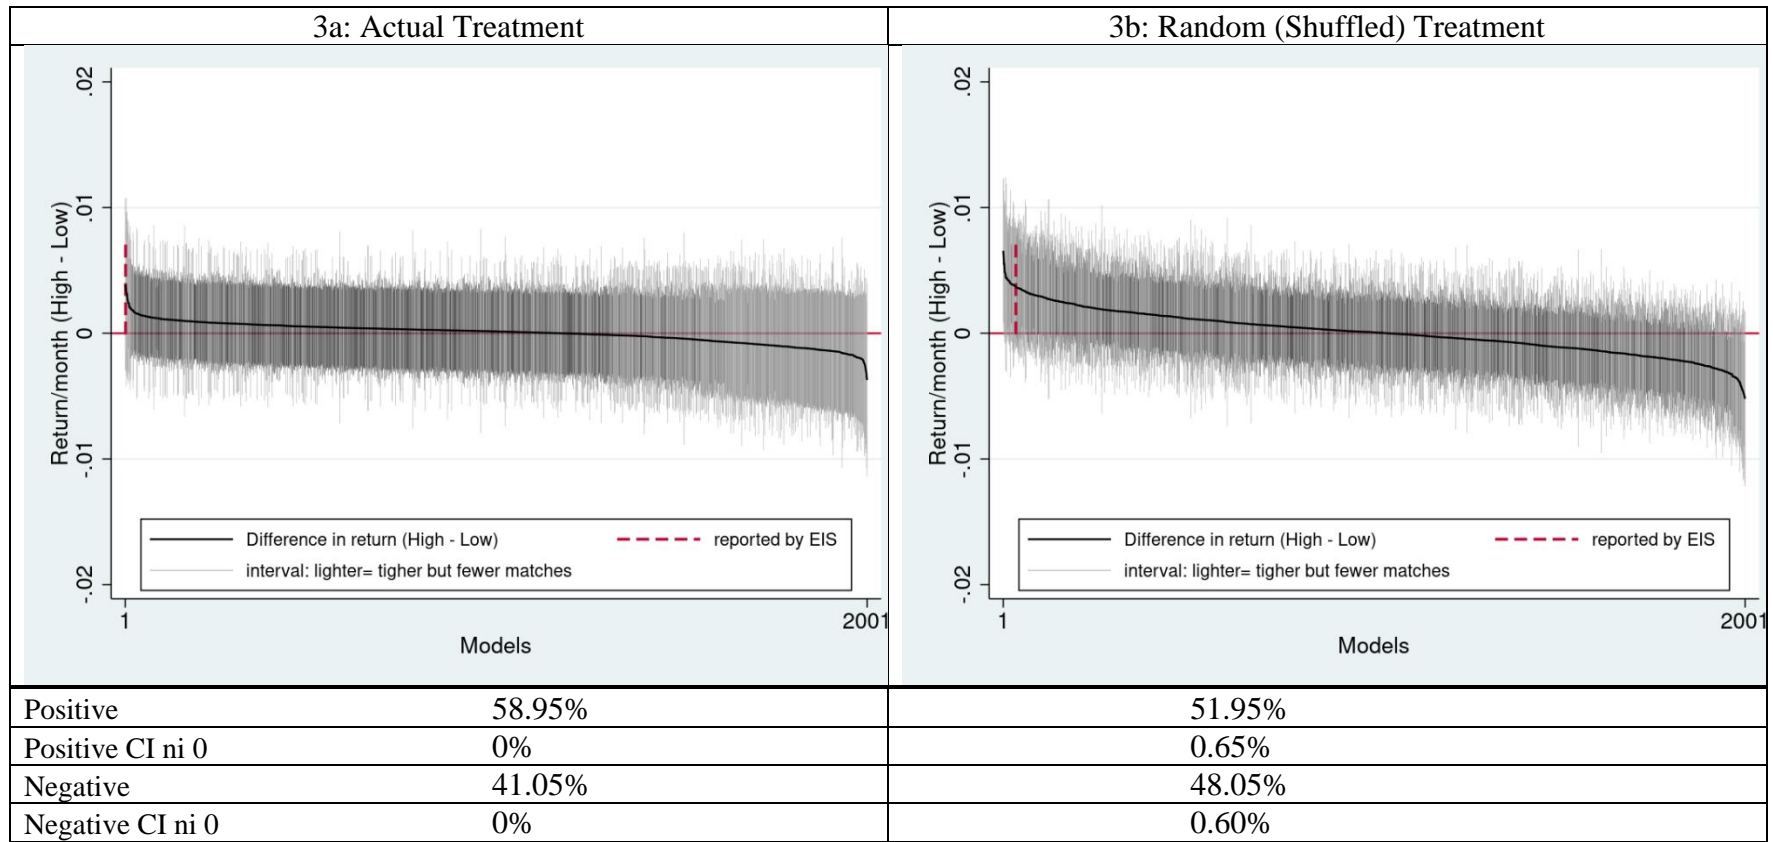 3a: Actual Treatment
3b: Random (Shuffled) Treatment
.02
.01
0
-.01
-.02
Return/month (High - Low)
Difference in return (High - Low)
reported by EIS
interval: lighter= tigher but fewer matches
1
2001
Models
.02
.01
0
-.01
-.02
Return/month (High - Low)
Difference in return (High - Low)
reported by EIS
interval: lighter= tigher but fewer matches
1
2001
Models
Positive 58.95% 51.95%
Positive CI ni 0 0% 0.65%
Negative 41.05% 48.05%
Negative CI ni 0 0% 0.60%